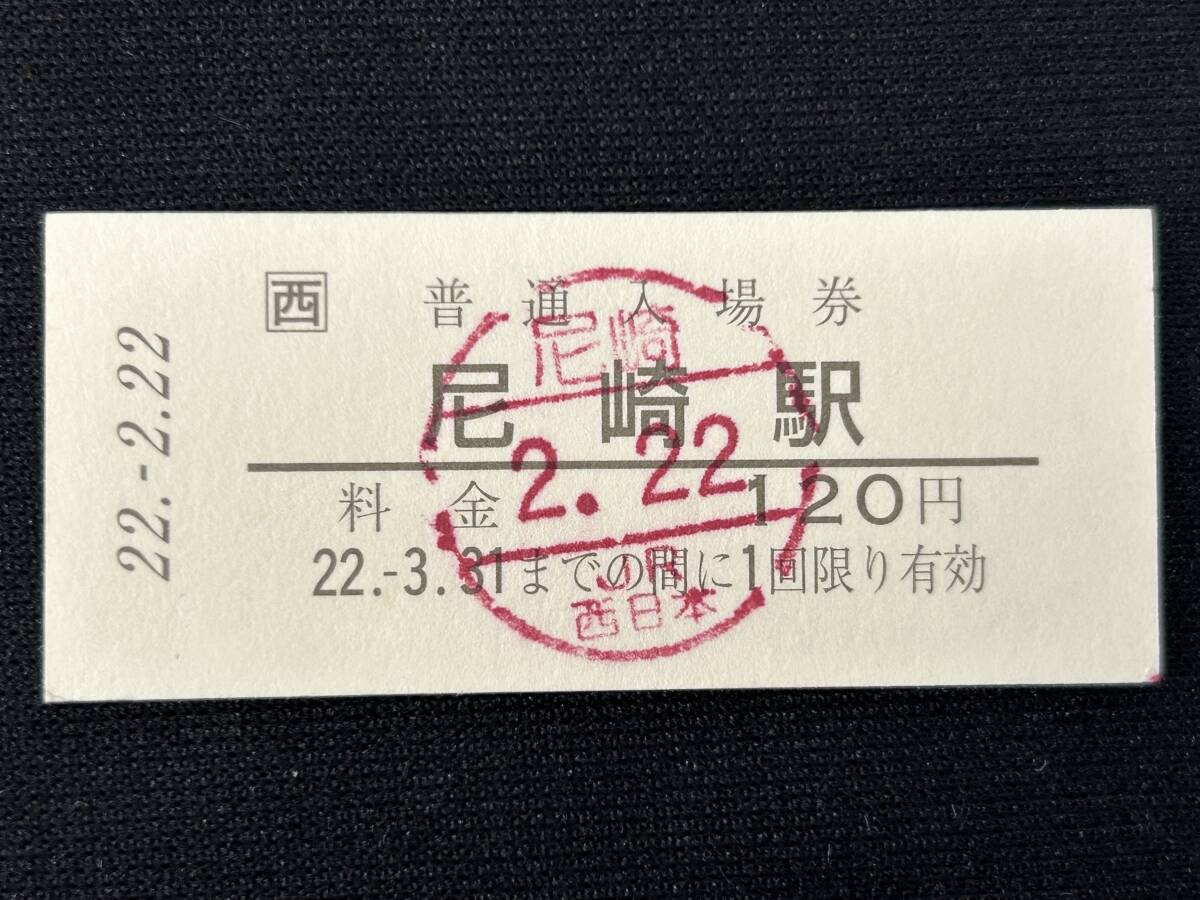 22.-2.22
西 普通入場券
尼崎駅
料金 120円
22.-3.31までの間に1回限り有効
尼崎
2.22
JR
西日本